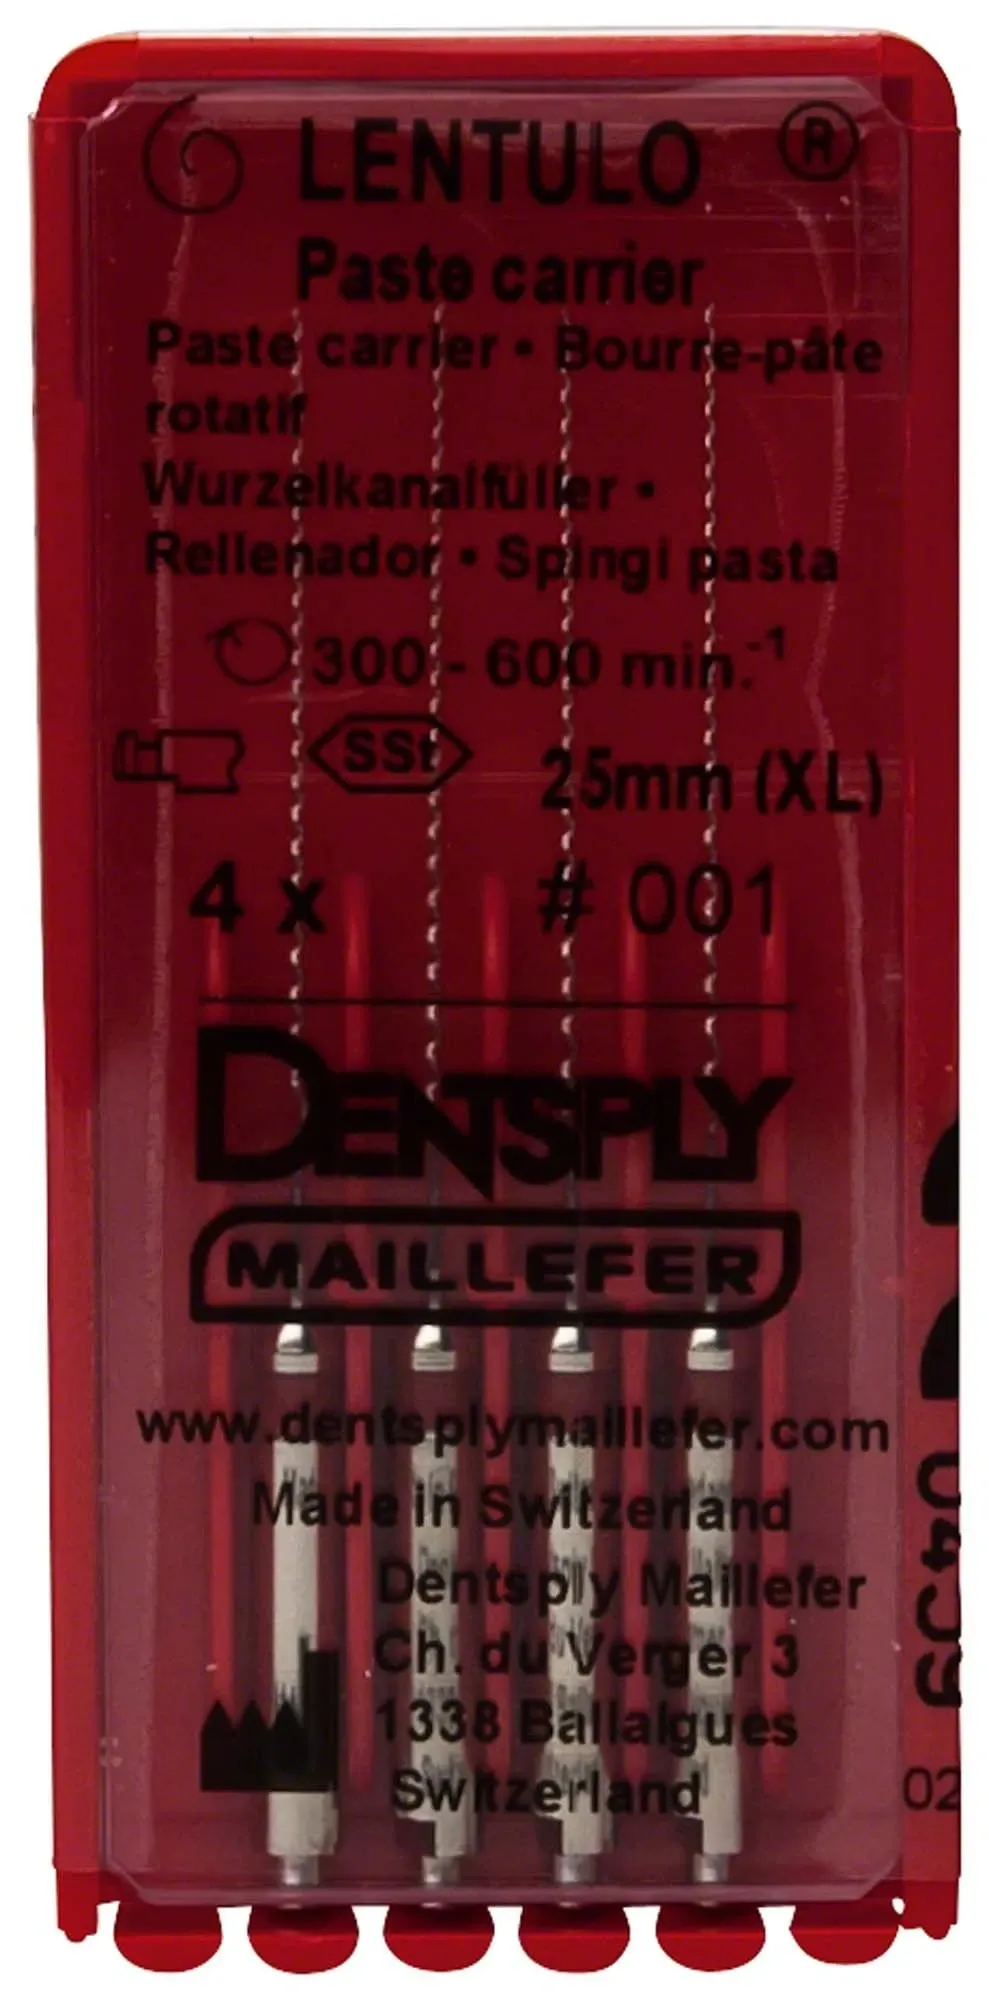 LENTULO ®
Paste carrier
Paste carrier • Bourre-pâte
rotatif
Wurzelkanalfüller •
Rellenador • Spingi pasta
300 - 600 min.⁻¹
SSt 25mm (XL)
4 x # 001
DENTSPLY
MAILLEFER
www.dentsplymaillefer.com
Made in Switzerland
Dentsply Maillefer
Ch. du Verger 3
1338 Ballaigues
Switzerland
02